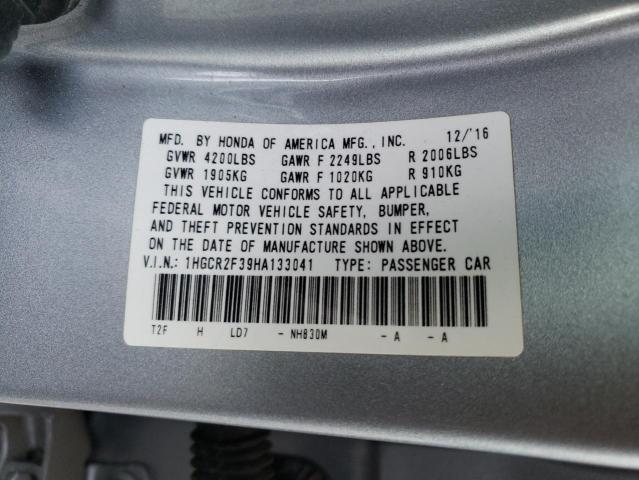 MFD. BY HONDA OF AMERICA MFG., INC. 12/'16
GVWR 4200LBS GAWR F 2249LBS R 2006LBS
GVWR 1905KG GAWR F 1020KG R 910KG
THIS VEHICLE CONFORMS TO ALL APPLICABLE
FEDERAL MOTOR VEHICLE SAFETY, BUMPER,
AND THEFT PREVENTION STANDARDS IN EFFECT
ON THE DATE OF MANUFACTURE SHOWN ABOVE.
V.I.N.: 1HGCR2F39HA133041 TYPE: PASSENGER CAR
T2F H LD7 - NH830M - A - A